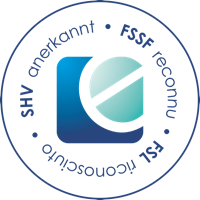 SHV anerkannt • FSSF reconnu • FSL riconosciuto •